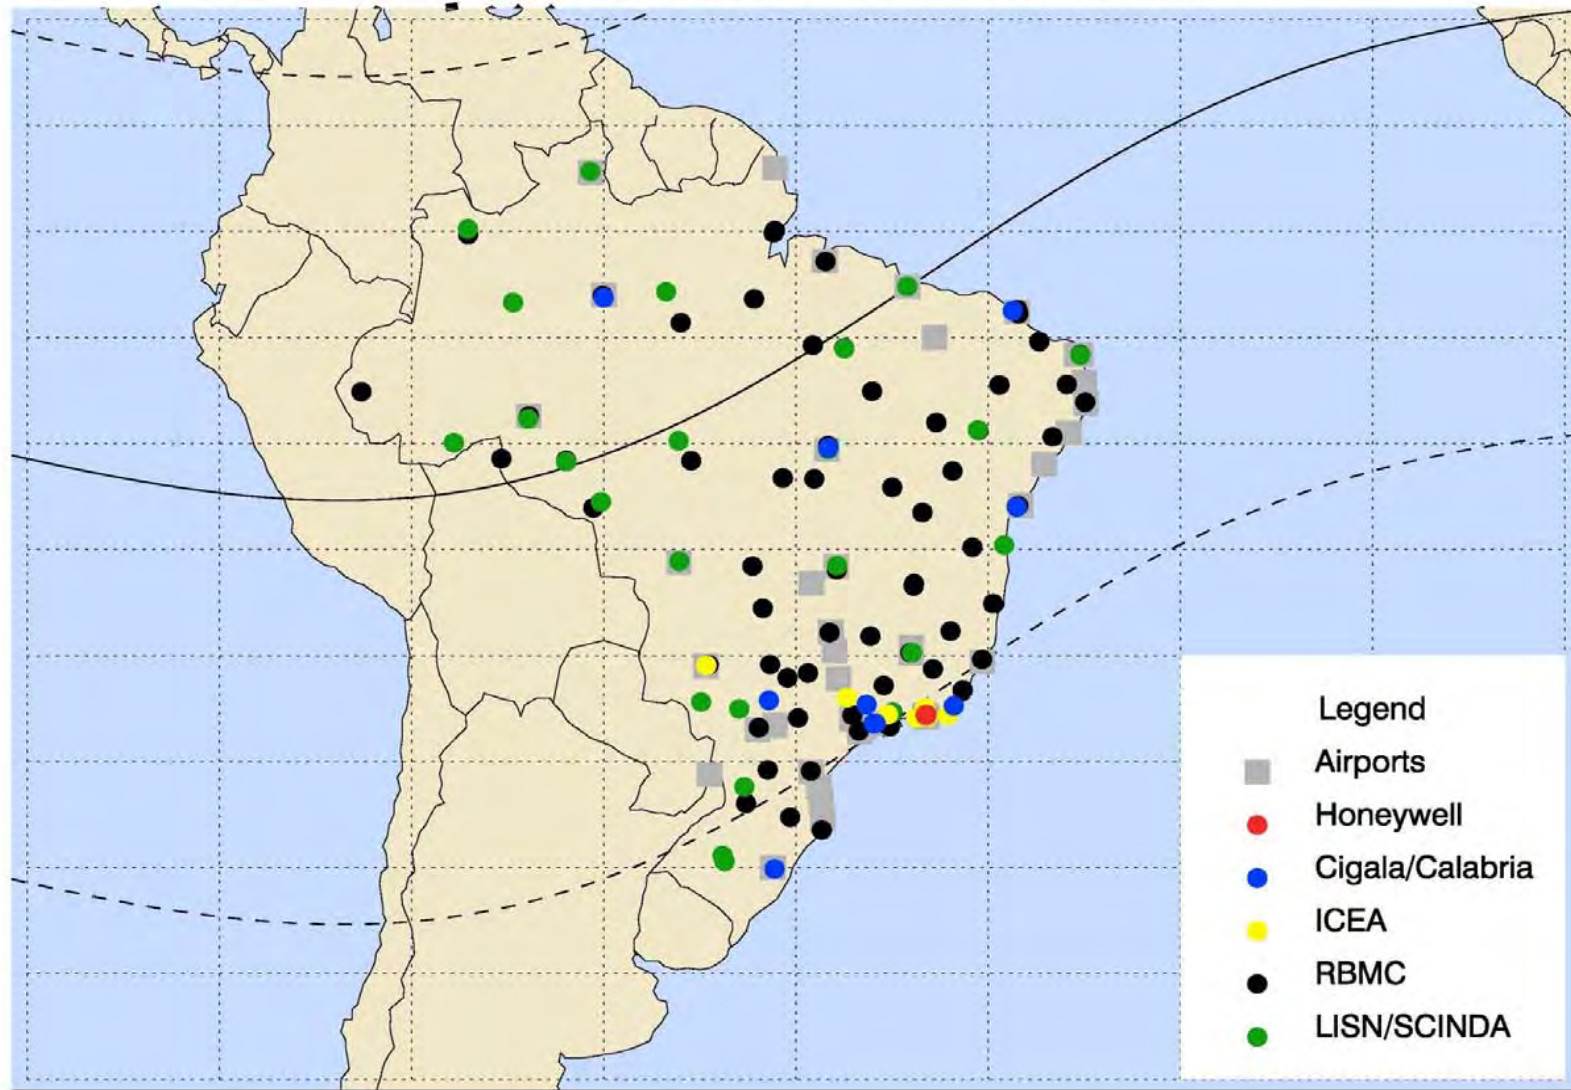 Legend
Airports
Honeywell
Cigala/Calabria
ICEA
RBMC
LISN/SCINDA